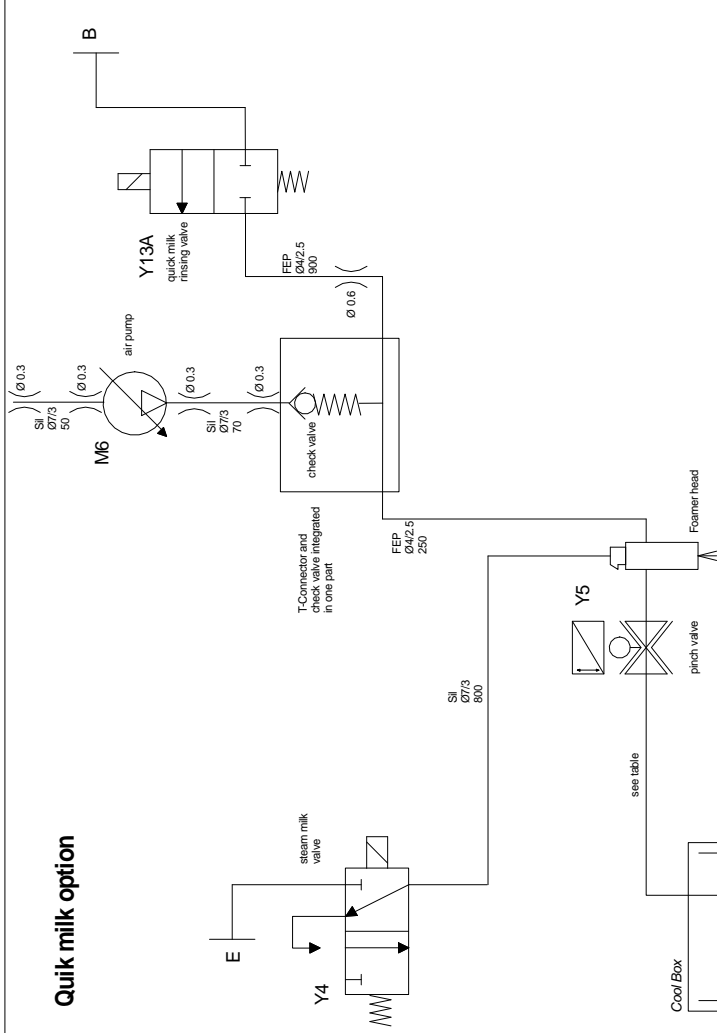 Quik milk option
B
Y13A
quick milk
rinsing valve
FEP
Ø4/2.5
900
Ø 0.6
Ø 0.3
Sil
Ø7/3
50
Ø 0.3
air pump
M6
Ø 0.3
Sil
Ø7/3
70
Ø 0.3
check valve
T-Connector and
check valve integrated
in one part
FEP
Ø4/2.5
250
Foamer head
Y5
pinch valve
Sil
Ø7/3
800
see table
steam milk
valve
E
Y4
Cool Box